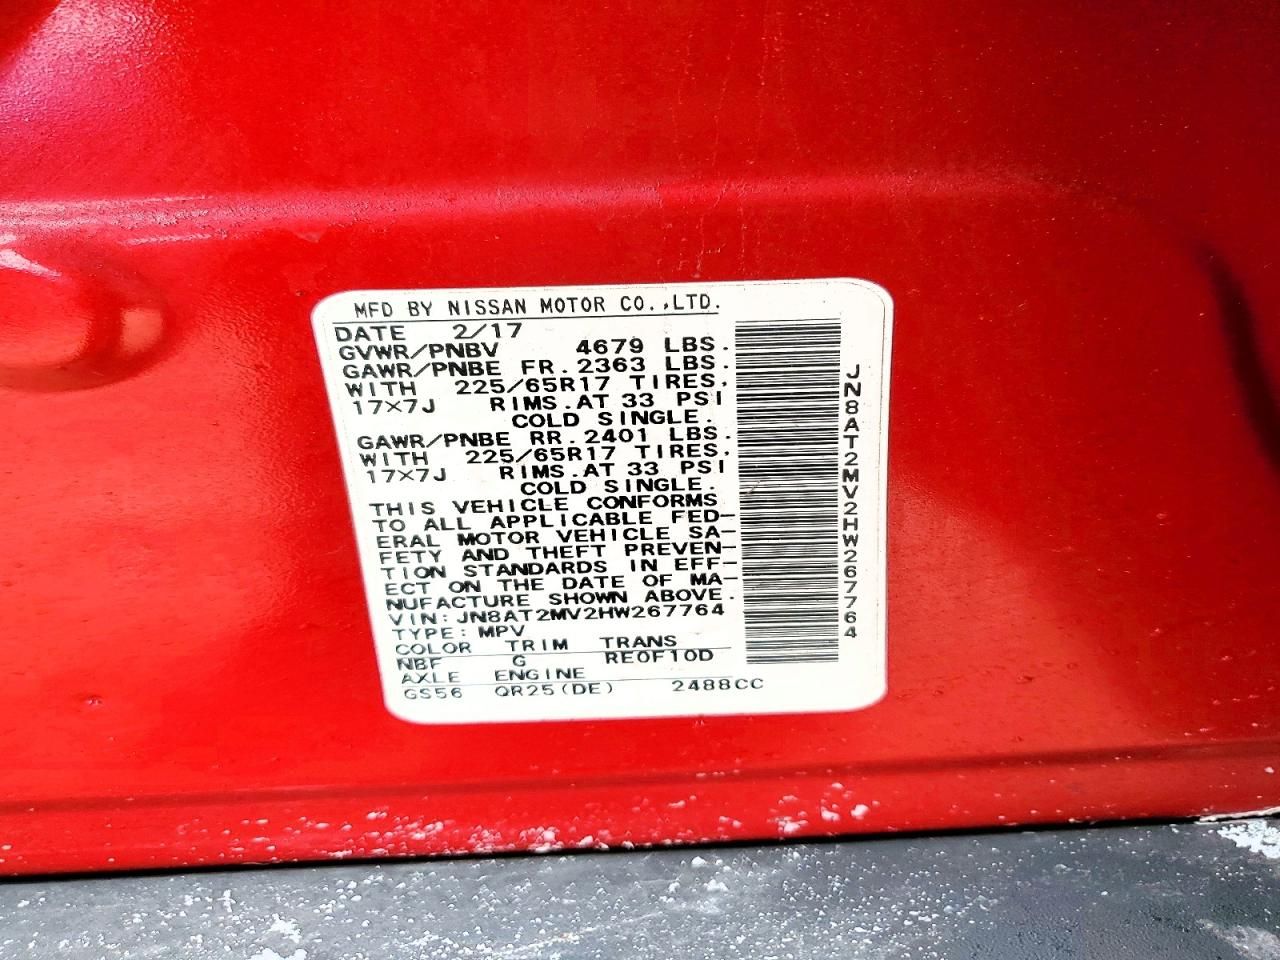 MFD BY NISSAN MOTOR CO.,LTD.
DATE 2/17
GVWR/PNBV 4679 LBS.
GAWR/PNBE FR.2363 LBS.
WITH 225/65R17 TIRES,
17×7J RIMS.AT 33 PSI
COLD SINGLE.
GAWR/PNBE RR.2401 LBS.
WITH 225/65R17 TIRES,
17×7J RIMS.AT 33 PSI
COLD SINGLE.
THIS VEHICLE CONFORMS
TO ALL APPLICABLE FED-
ERAL MOTOR VEHICLE SA-
FETY AND THEFT PREVEN-
TION STANDARDS IN EFF-
ECT ON THE DATE OF MA-
NUFACTURE SHOWN ABOVE.
VIN:JN8AT2MV2HW267764
TYPE:MPV
COLOR TRIM TRANS
NBF G RE0F10D
AXLE ENGINE
GS56 QR25(DE) 2488CC
JN8AT2MV2HW267764